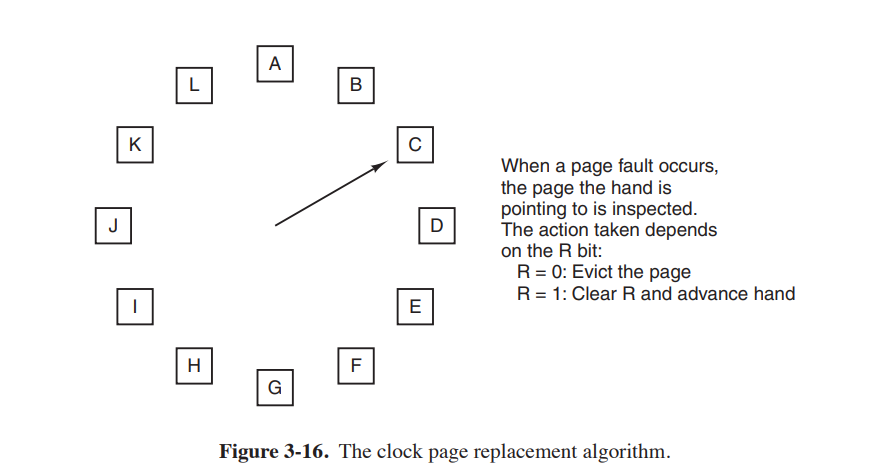 A
L
B
K
C
When a page fault occurs,
the page the hand is
pointing to is inspected.
The action taken depends
on the R bit:
R = 0: Evict the page
R = 1: Clear R and advance hand
J
D
I
E
H
F
G
Figure 3-16. The clock page replacement algorithm.